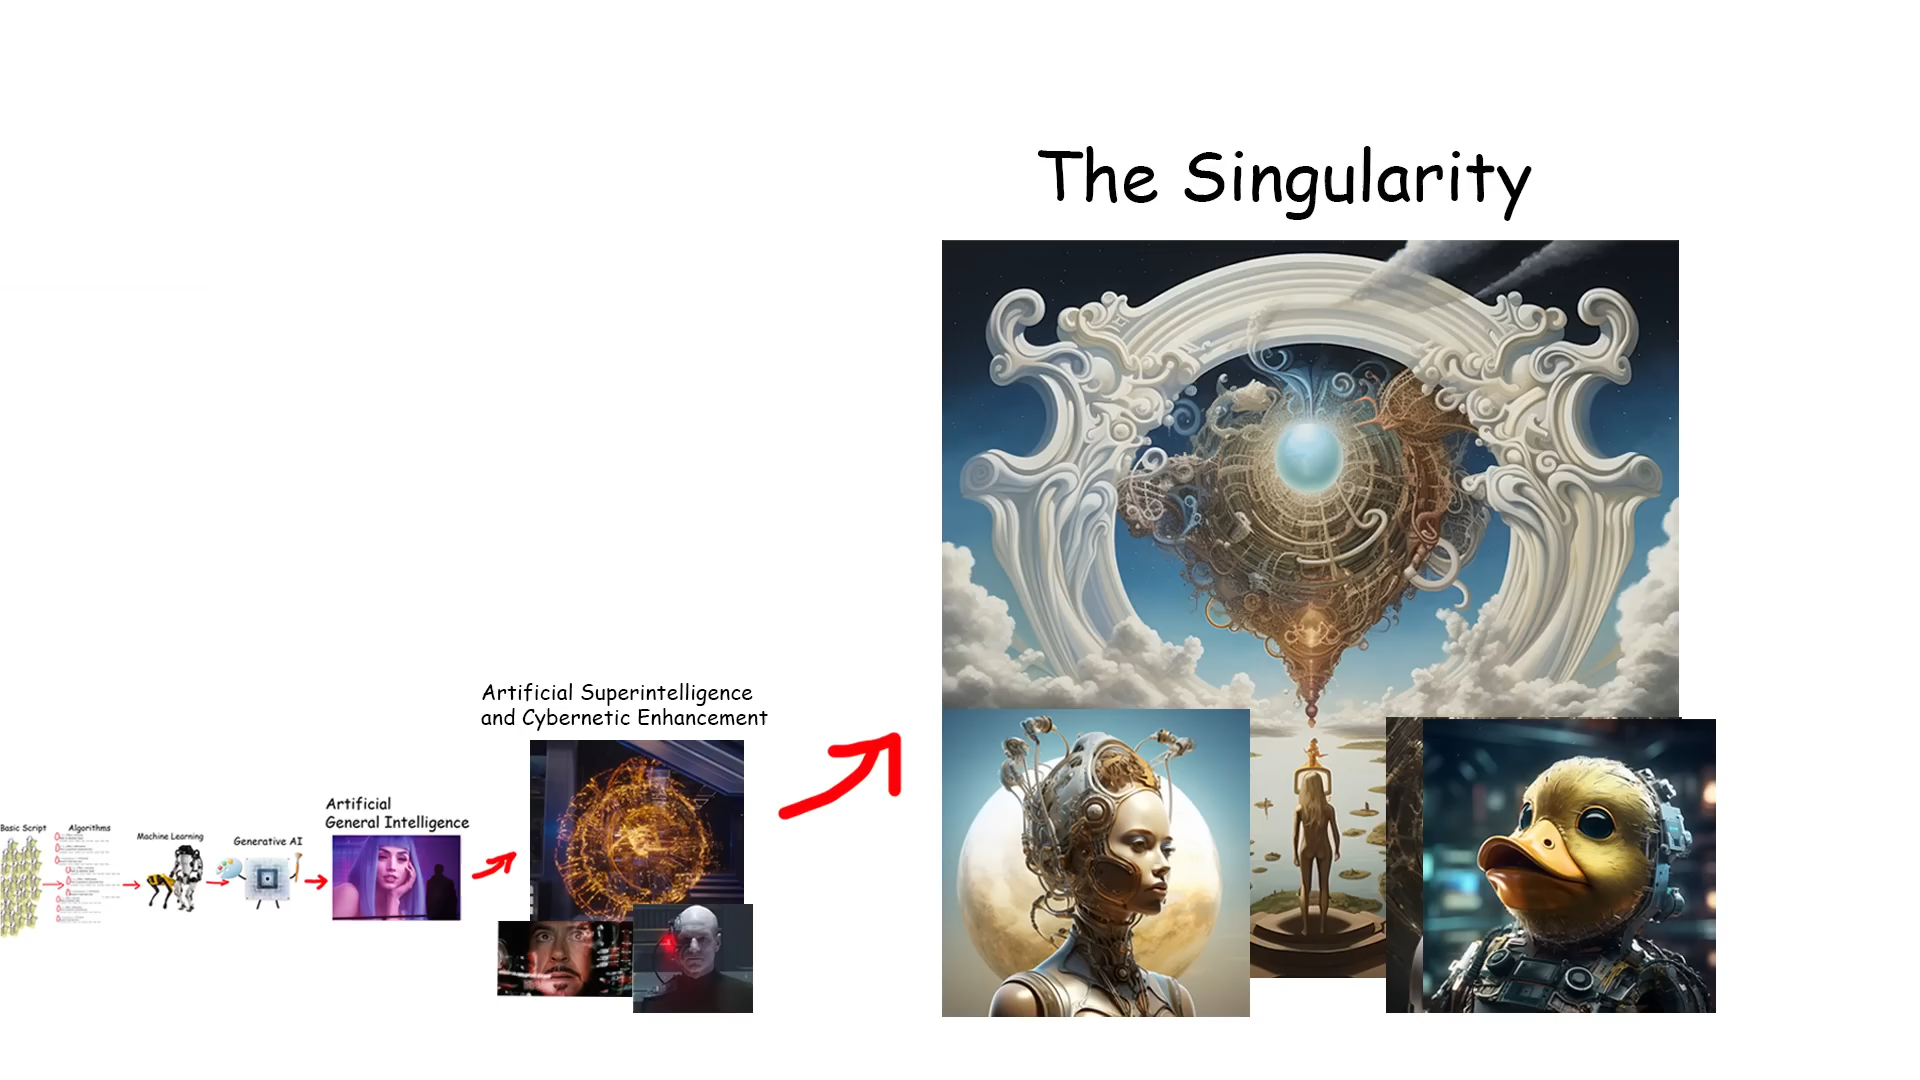 The Singularity
Artificial Superintelligence
and Cybernetic Enhancement
Artificial
General Intelligence
Basic Script
Algorithms
Machine Learning
Generative AI